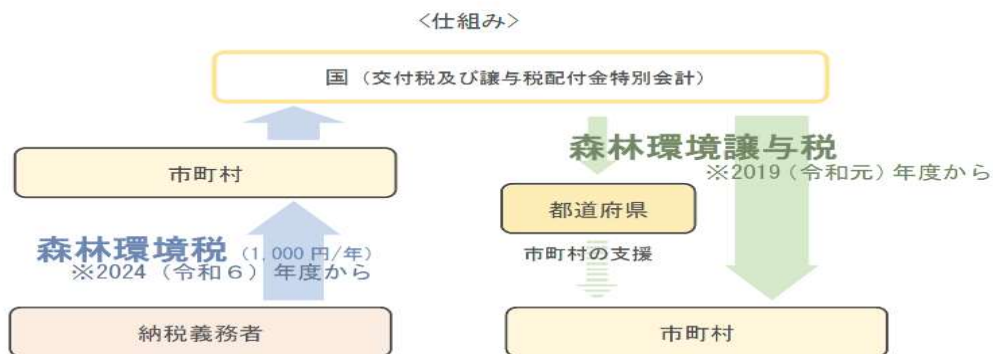 <仕組み>
国（交付税及び譲与税配付金特別会計）
市町村
森林環境税（1,000円/年）
※2024（令和６）年度から
納税義務者
森林環境譲与税
※2019（令和元）年度から
都道府県
市町村の支援
市町村